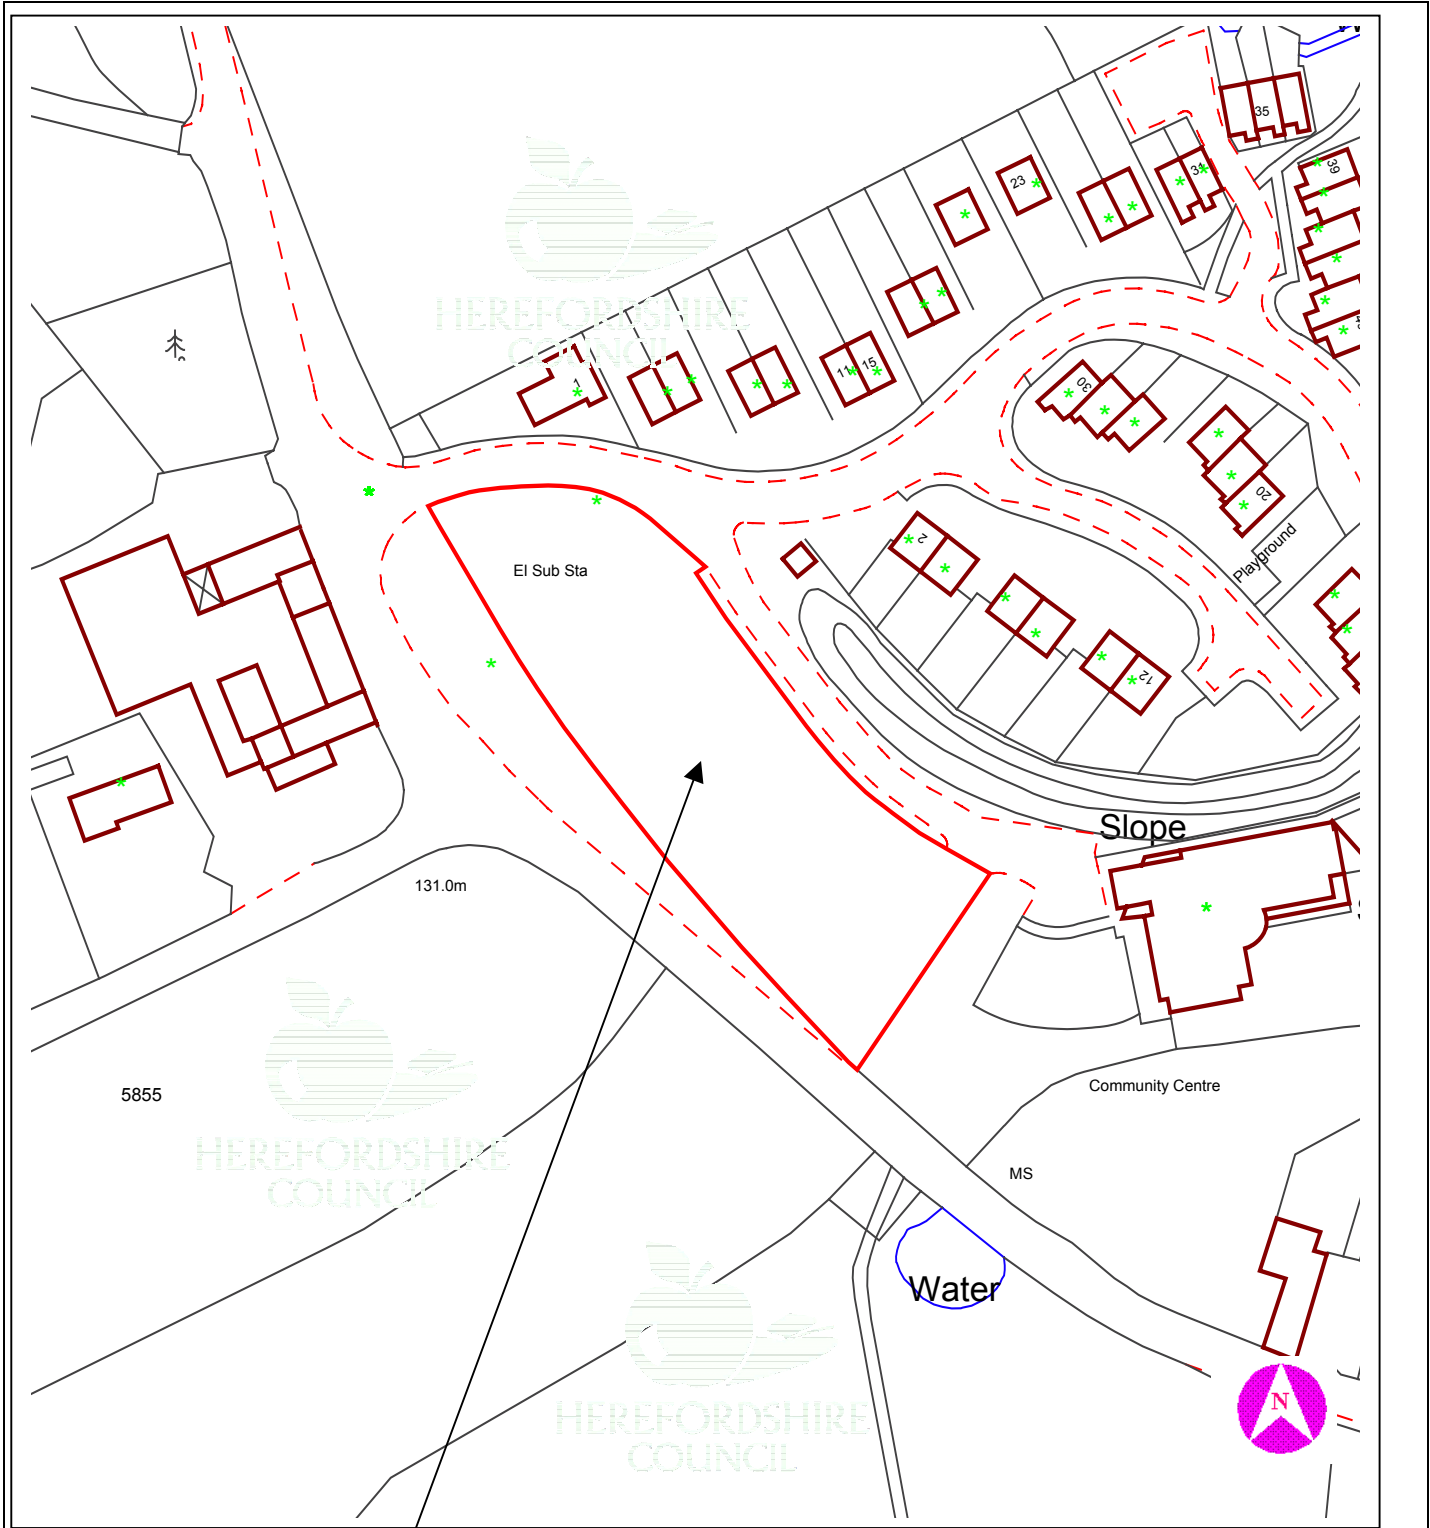 35
39
31
23
HEREFORDSHIRE
COUNCIL
1
11
15
30
20
2
Playground
El Sub Sta
12
Slope
131.0m
HEREFORDSHIRE
COUNCIL
5855
Community Centre
MS
Water
HEREFORDSHIRE
COUNCIL
N